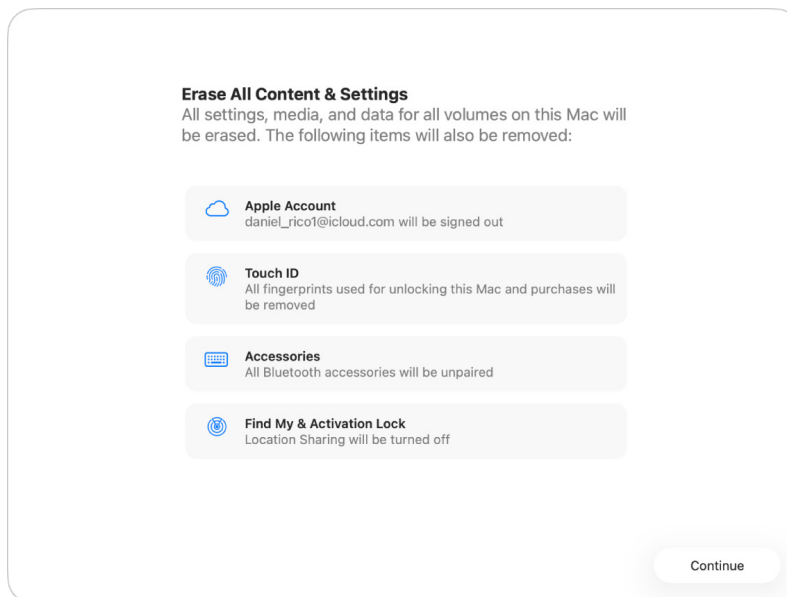 Erase All Content & Settings
All settings, media, and data for all volumes on this Mac will
be erased. The following items will also be removed:
Apple Account
daniel_rico1@icloud.com will be signed out
Touch ID
All fingerprints used for unlocking this Mac and purchases will
be removed
Accessories
All Bluetooth accessories will be unpaired
Find My & Activation Lock
Location Sharing will be turned off
Continue